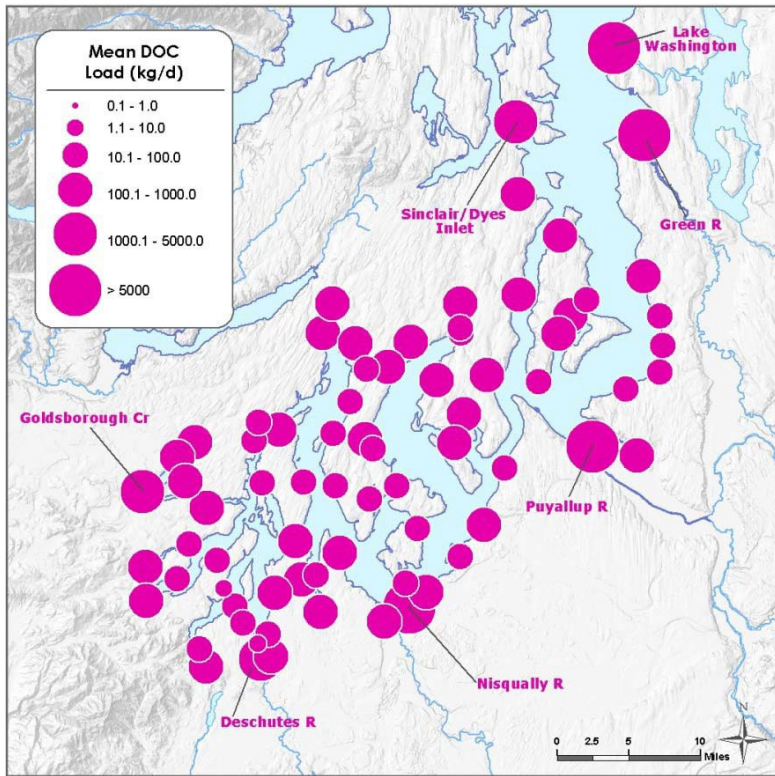 Mean DOC
Load (kg/d)
0.1 - 1.0
1.1 - 10.0
10.1 - 100.0
100.1 - 1000.0
1000.1 - 5000.0
> 5000
Lake
Washington
Sinclair/Dyes
Inlet
Green R
Goldsborough Cr
Puyallup R
Nisqually R
Deschutes R
N
0 2.5 5 10
Miles